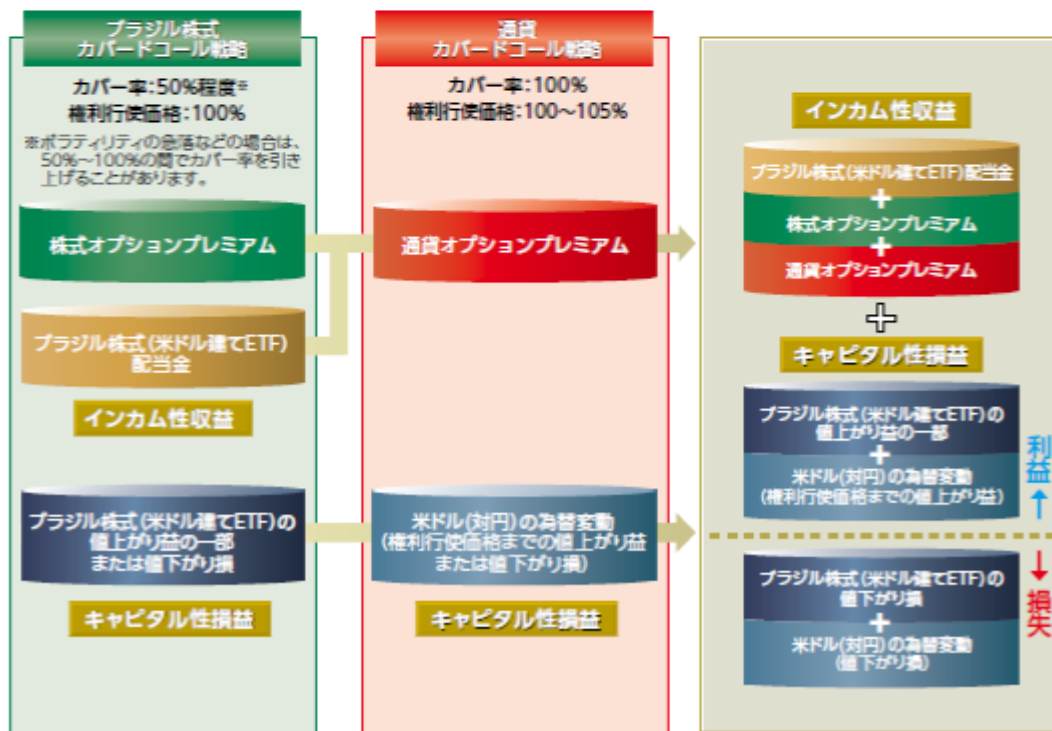 ブラジル株式
カバードコール戦略
カバー率：50%程度※
権利行使価格：100%
※ボラティリティの急落などの場合は、
50%～100%の間でカバー率を引き
上げることがあります。
株式オプションプレミアム
ブラジル株式(米ドル建てETF)
配当金
インカム性収益
ブラジル株式(米ドル建てETF)の
値上がり益の一部
または値下がり損
キャピタル性損益
通貨
カバードコール戦略
カバー率：100%
権利行使価格：100～105%
通貨オプションプレミアム
米ドル(対円)の為替変動
(権利行使価格までの値上がり益
または値下がり損)
キャピタル性損益
インカム性収益
ブラジル株式(米ドル建てETF)配当金
+
株式オプションプレミアム
+
通貨オプションプレミアム
+
キャピタル性損益
ブラジル株式(米ドル建てETF)の
値上がり益の一部
+
米ドル(対円)の為替変動
(権利行使価格までの値上がり益)
利益↑
ブラジル株式(米ドル建てETF)の
値下がり損
+
米ドル(対円)の為替変動
(値下がり損)
↓損失